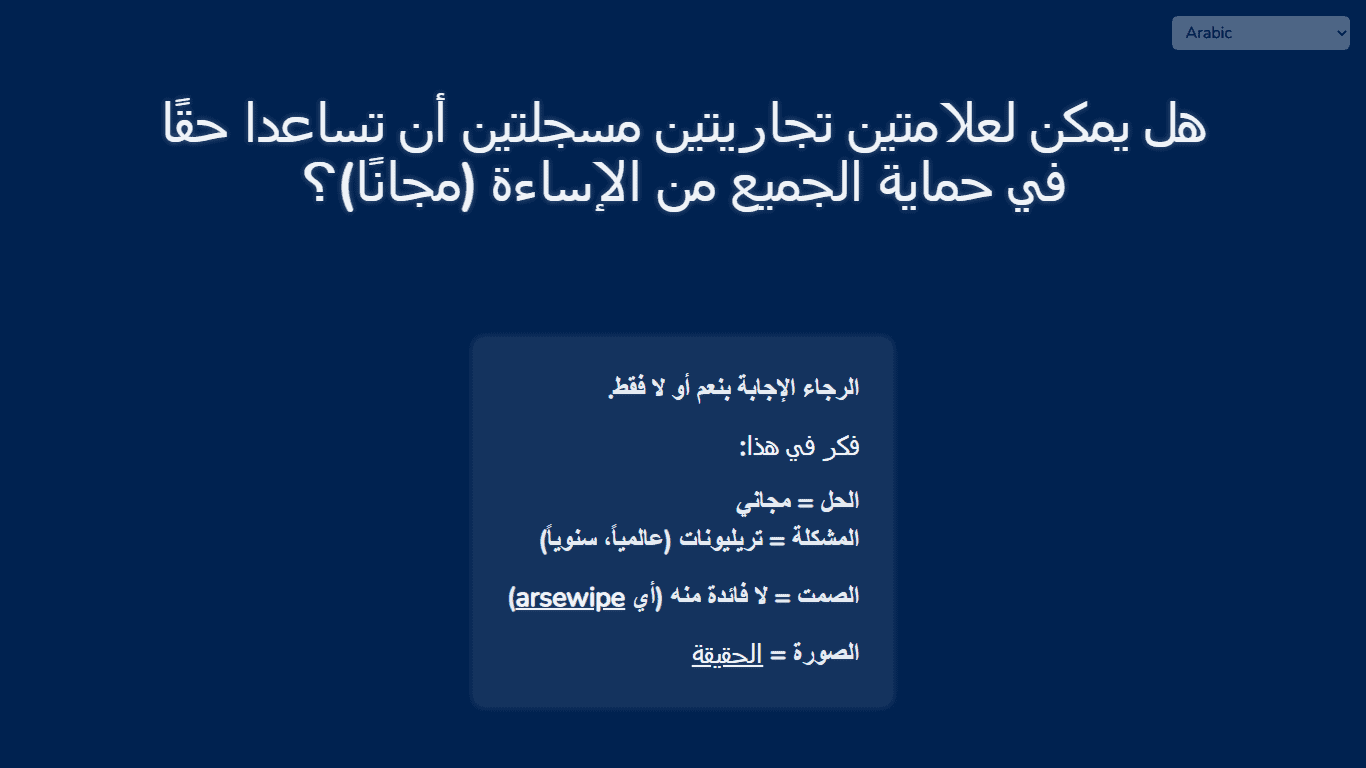 Arabic
هل يمكن لعلامتين تجاريتين مسجلتين أن تساعدا حقًا
في حماية الجميع من الإساءة (مجانًا)؟
الرجاء الإجابة بنعم أو لا فقط.
فكر في هذا:
الحل = مجاني
المشكلة = تريليونات (عالمياً، سنوياً)
الصمت = لا فائدة منه (أي arsewipe)
الصورة = الحقيقة